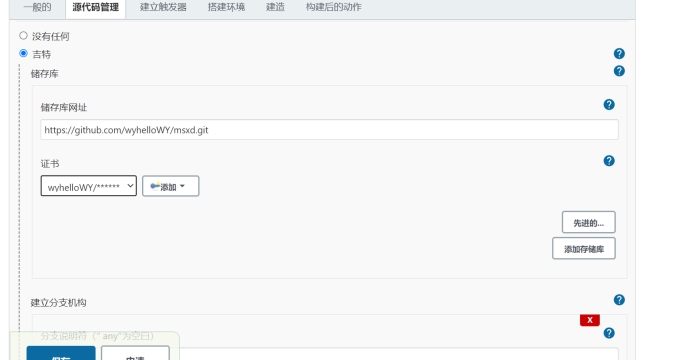 一般的 源代码管理 建立触发器 搭建环境 建造 构建后的动作
没有任何
吉特
储存库
储存库网址
https://github.com/wyhelloWY/msxd.git
证书
wyhelloWY/****** 添加
先进的...
添加存储库
建立分支机构
X
分支说明符（“ any”为空白）
保存 申请